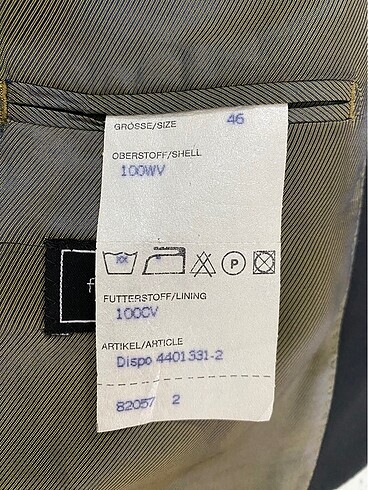 GRÖSSE/SIZE 46
OBERSTOFF/SHELL
100WV
P
FUTTERSTOFF/LINING
100CV
ARTIKEL/ARTICLE
Dispo 4401331-2
82057 2
f